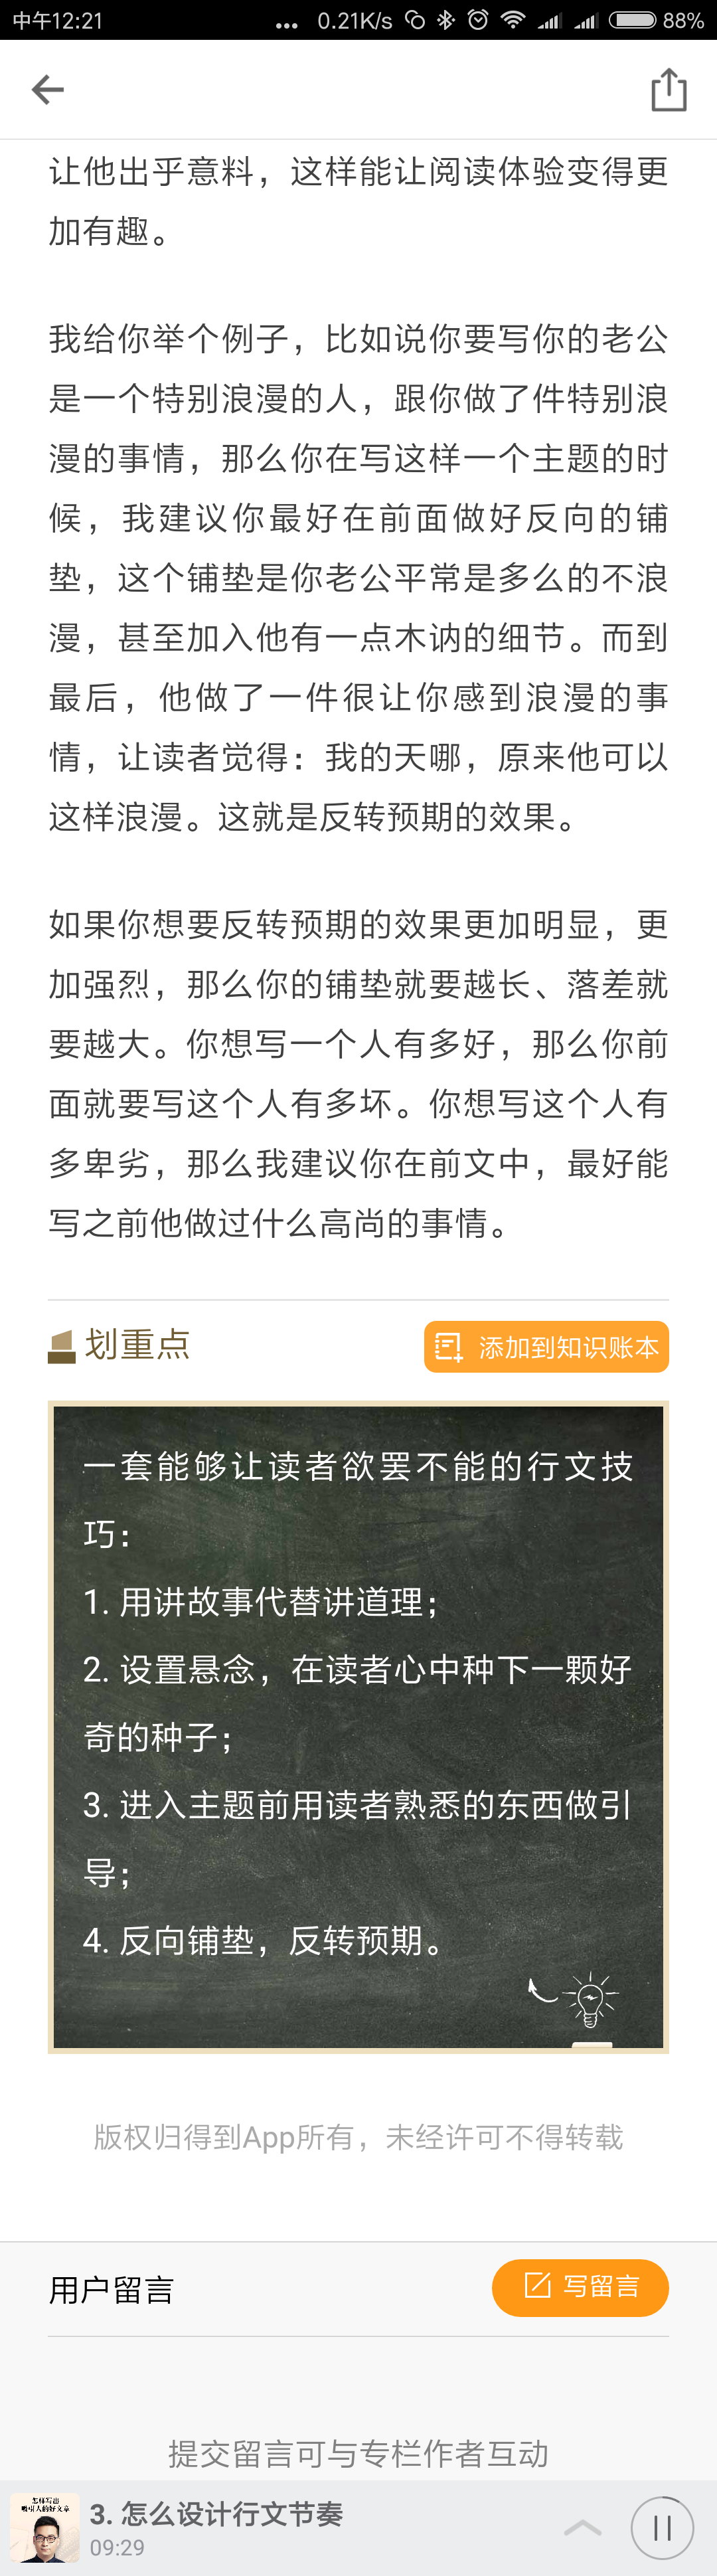 中午12:21
... 0.21K/s 88%
让他出乎意料，这样能让阅读体验变得更
加有趣。
我给你举个例子，比如说你要写你的老公
是一个特别浪漫的人，跟你做了件特别浪
漫的事情，那么你在写这样一个主题的时
候，我建议你最好在前面做好反向的铺
垫，这个铺垫是你老公平常是多么的不浪
漫，甚至加入他有一点木讷的细节。而到
最后，他做了一件很让你感到浪漫的事
情，让读者觉得：我的天哪，原来他可以
这样浪漫。这就是反转预期的效果。
如果你想要反转预期的效果更加明显，更
加强烈，那么你的铺垫就要越长、落差就
要越大。你想写一个人有多好，那么你前
面就要写这个人有多坏。你想写这个人有
多卑劣，那么我建议你在前文中，最好能
写之前他做过什么高尚的事情。
划重点
添加到知识账本
一套能够让读者欲罢不能的行文技
巧：
1. 用讲故事代替讲道理；
2. 设置悬念，在读者心中种下一颗好
奇的种子；
3. 进入主题前用读者熟悉的东西做引
导；
4. 反向铺垫，反转预期。
版权归得到App所有，未经许可不得转载
用户留言
写留言
提交留言可与专栏作者互动
怎样写出
吸引人的好文章
3. 怎么设计行文节奏
09:29